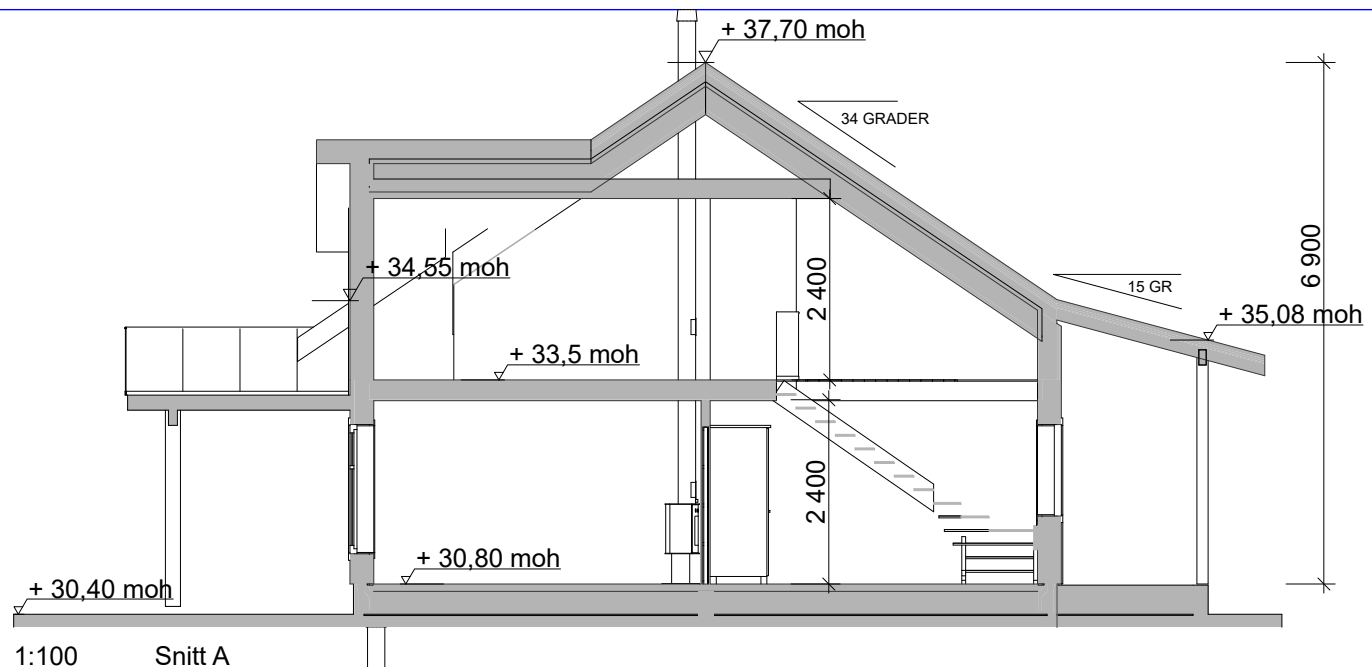 + 37,70 moh
34 GRADER
6 900
+ 34,55 moh
2 400
15 GR
+ 35,08 moh
+ 33,5 moh
2 400
+ 30,80 moh
+ 30,40 moh
1:100 Snitt A